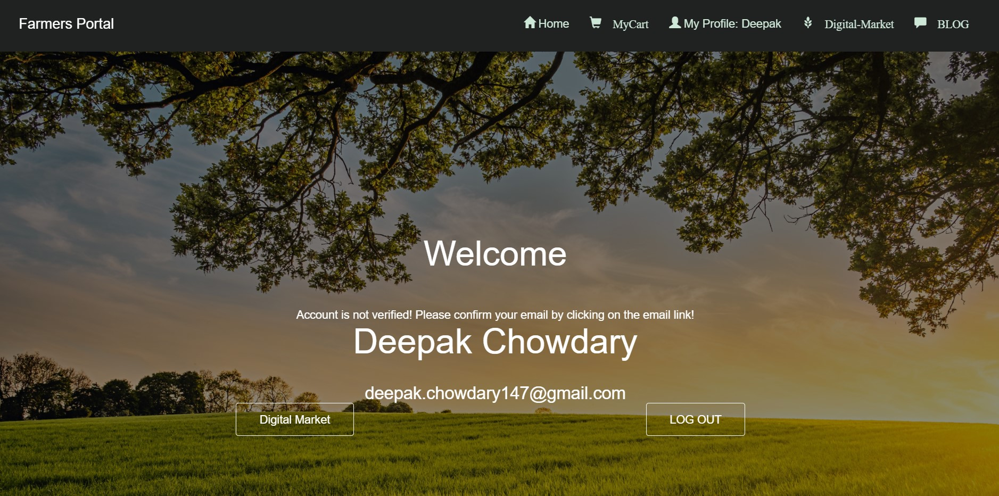 Farmers Portal
Home MyCart My Profile: Deepak Digital-Market BLOG
Welcome
Account is not verified! Please confirm your email by clicking on the email link!
Deepak Chowdary
deepak.chowdary147@gmail.com
Digital Market LOG OUT